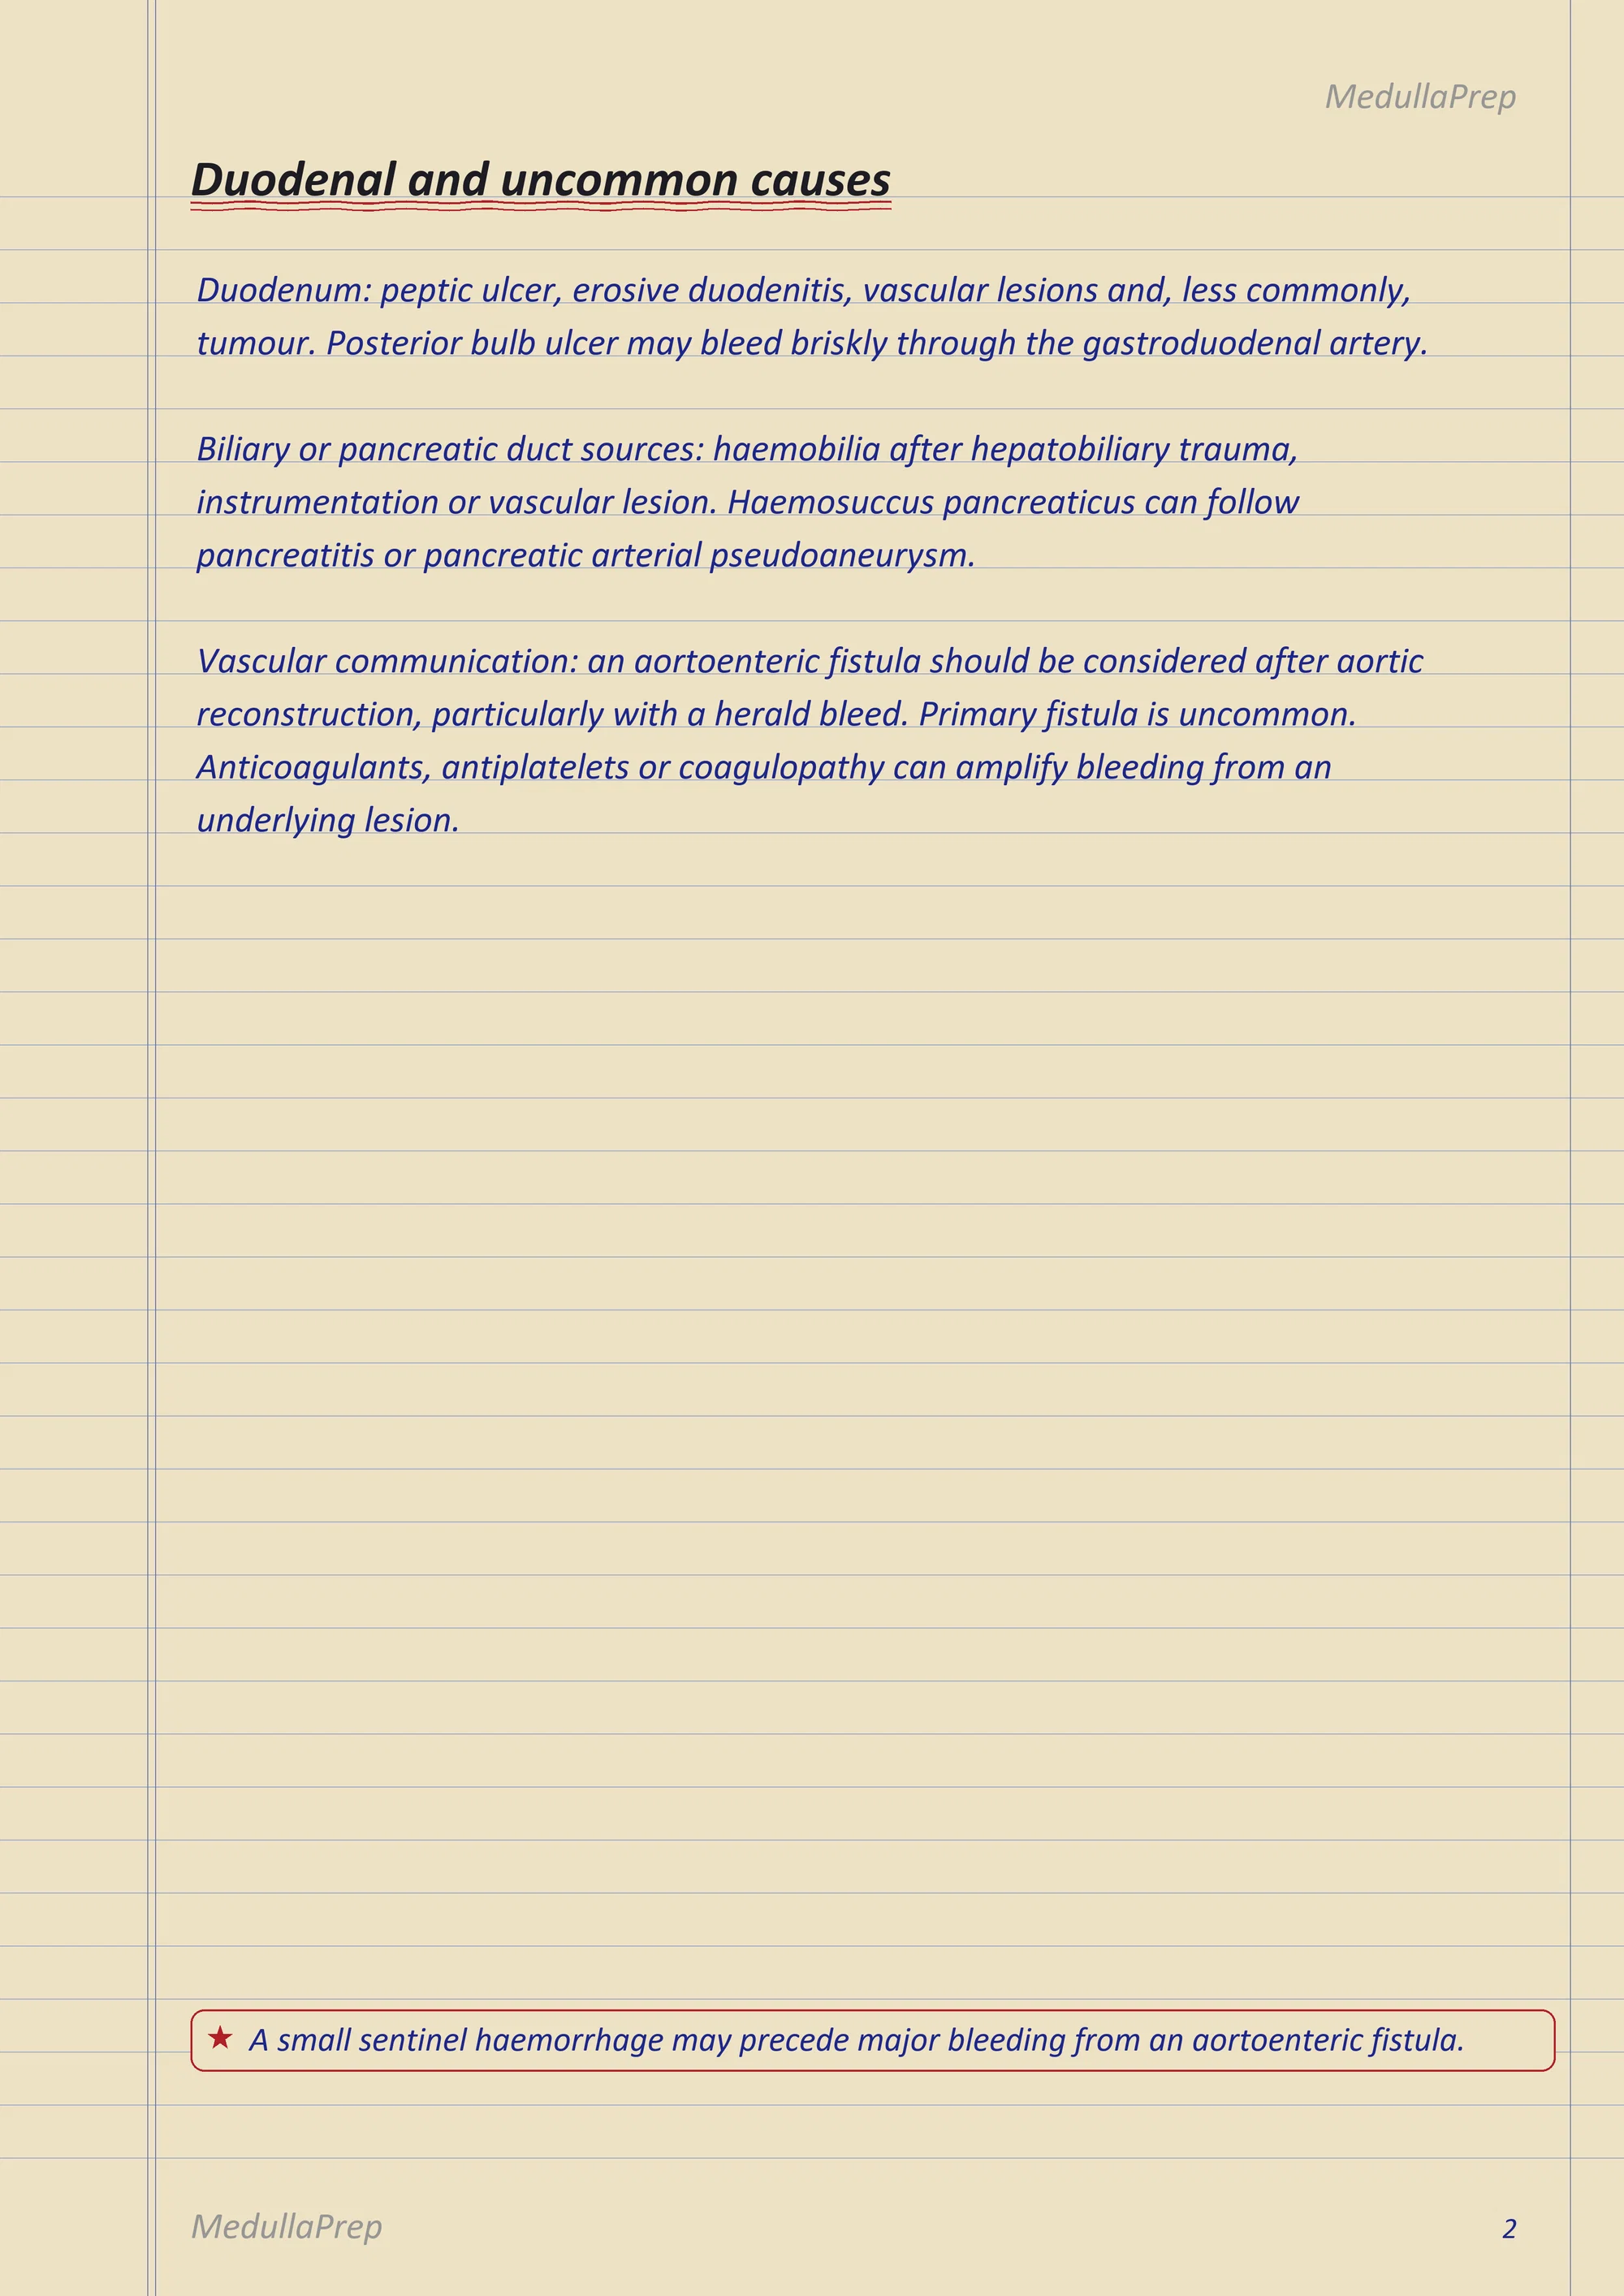 MedullaPrep
Duodenal and uncommon causes
Duodenum: peptic ulcer, erosive duodenitis, vascular lesions and, less commonly,
tumour. Posterior bulb ulcer may bleed briskly through the gastroduodenal artery.
Biliary or pancreatic duct sources: haemobilia after hepatobiliary trauma,
instrumentation or vascular lesion. Haemosuccus pancreaticus can follow
pancreatitis or pancreatic arterial pseudoaneurysm.
Vascular communication: an aortoenteric fistula should be considered after aortic
reconstruction, particularly with a herald bleed. Primary fistula is uncommon.
Anticoagulants, antiplatelets or coagulopathy can amplify bleeding from an
underlying lesion.
★ A small sentinel haemorrhage may precede major bleeding from an aortoenteric fistula.
MedullaPrep 2